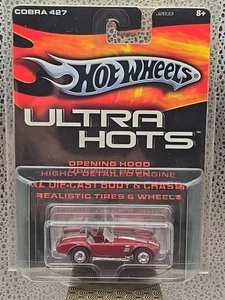 COBRA 427
8+
HOT WHEELS
ULTRA
HOTS™
OPENING HOOD
HIGHLY DETAILED ENGINE
ALL DIE-CAST BODY & CHASSIS
REALISTIC TIRES & WHEELS